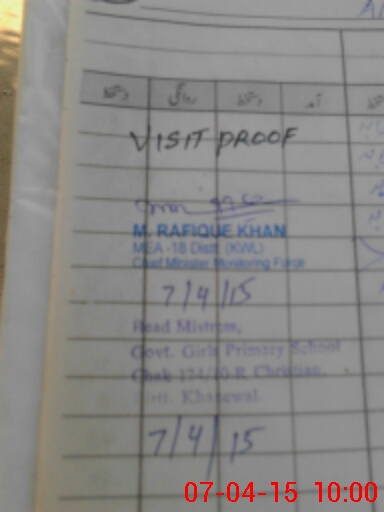 VISIT PROOF
M. RAFIQUE KHAN
MEA -18 Distt (KWL)
Chief Minister Monitoring Force
7/4/15
Head Mistress,
Govt. Girls Primary School
Chak 174/10 R Christian.
Distt. Khanewal.
7/4/15
07-04-15 10:00